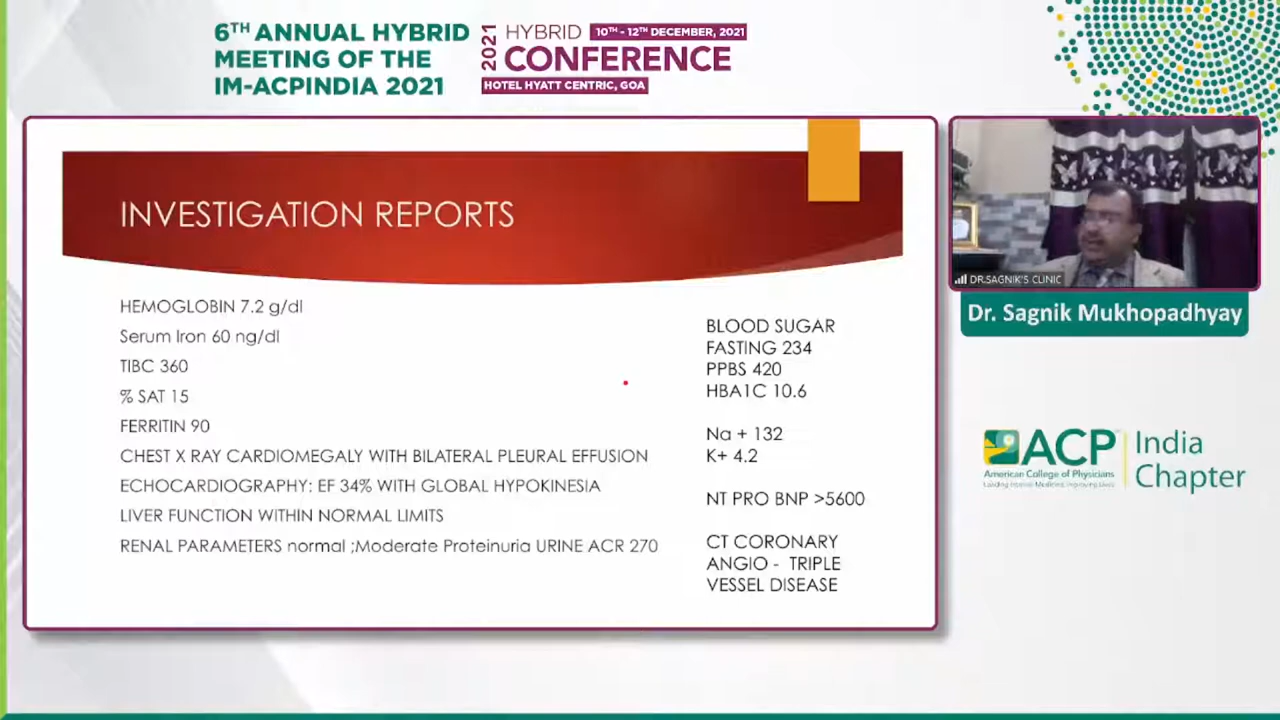 6TH ANNUAL HYBRID
MEETING OF THE
IM-ACPINDIA 2021
2021
HYBRID 10TH - 12TH DECEMBER, 2021
CONFERENCE
HOTEL HYATT CENTRIC, GOA
INVESTIGATION REPORTS
HEMOGLOBIN 7.2 g/dl
Serum Iron 60 ng/dl
TIBC 360
% SAT 15
FERRITIN 90
CHEST X RAY CARDIOMEGALY WITH BILATERAL PLEURAL EFFUSION
ECHOCARDIOGRAPHY EF 34% WITH GLOBAL HYPOKINESIA
LIVER FUNCTION WITHIN NORMAL LIMITS
RENAL PARAMETERS normal ;Moderate Proteinuria URINE ACR 270
BLOOD SUGAR
FASTING 234
PPBS 420
HBA1C 10.6
Na + 132
K+ 4.2
NT PRO BNP >5600
CT CORONARY
ANGIO - TRIPLE
VESSEL DISEASE
DR.SAGNIK'S CLINIC
Dr. Sagnik Mukhopadhyay
ACP
American College of Physicians
Leading Internal Medicine, Improving Lives
India
Chapter